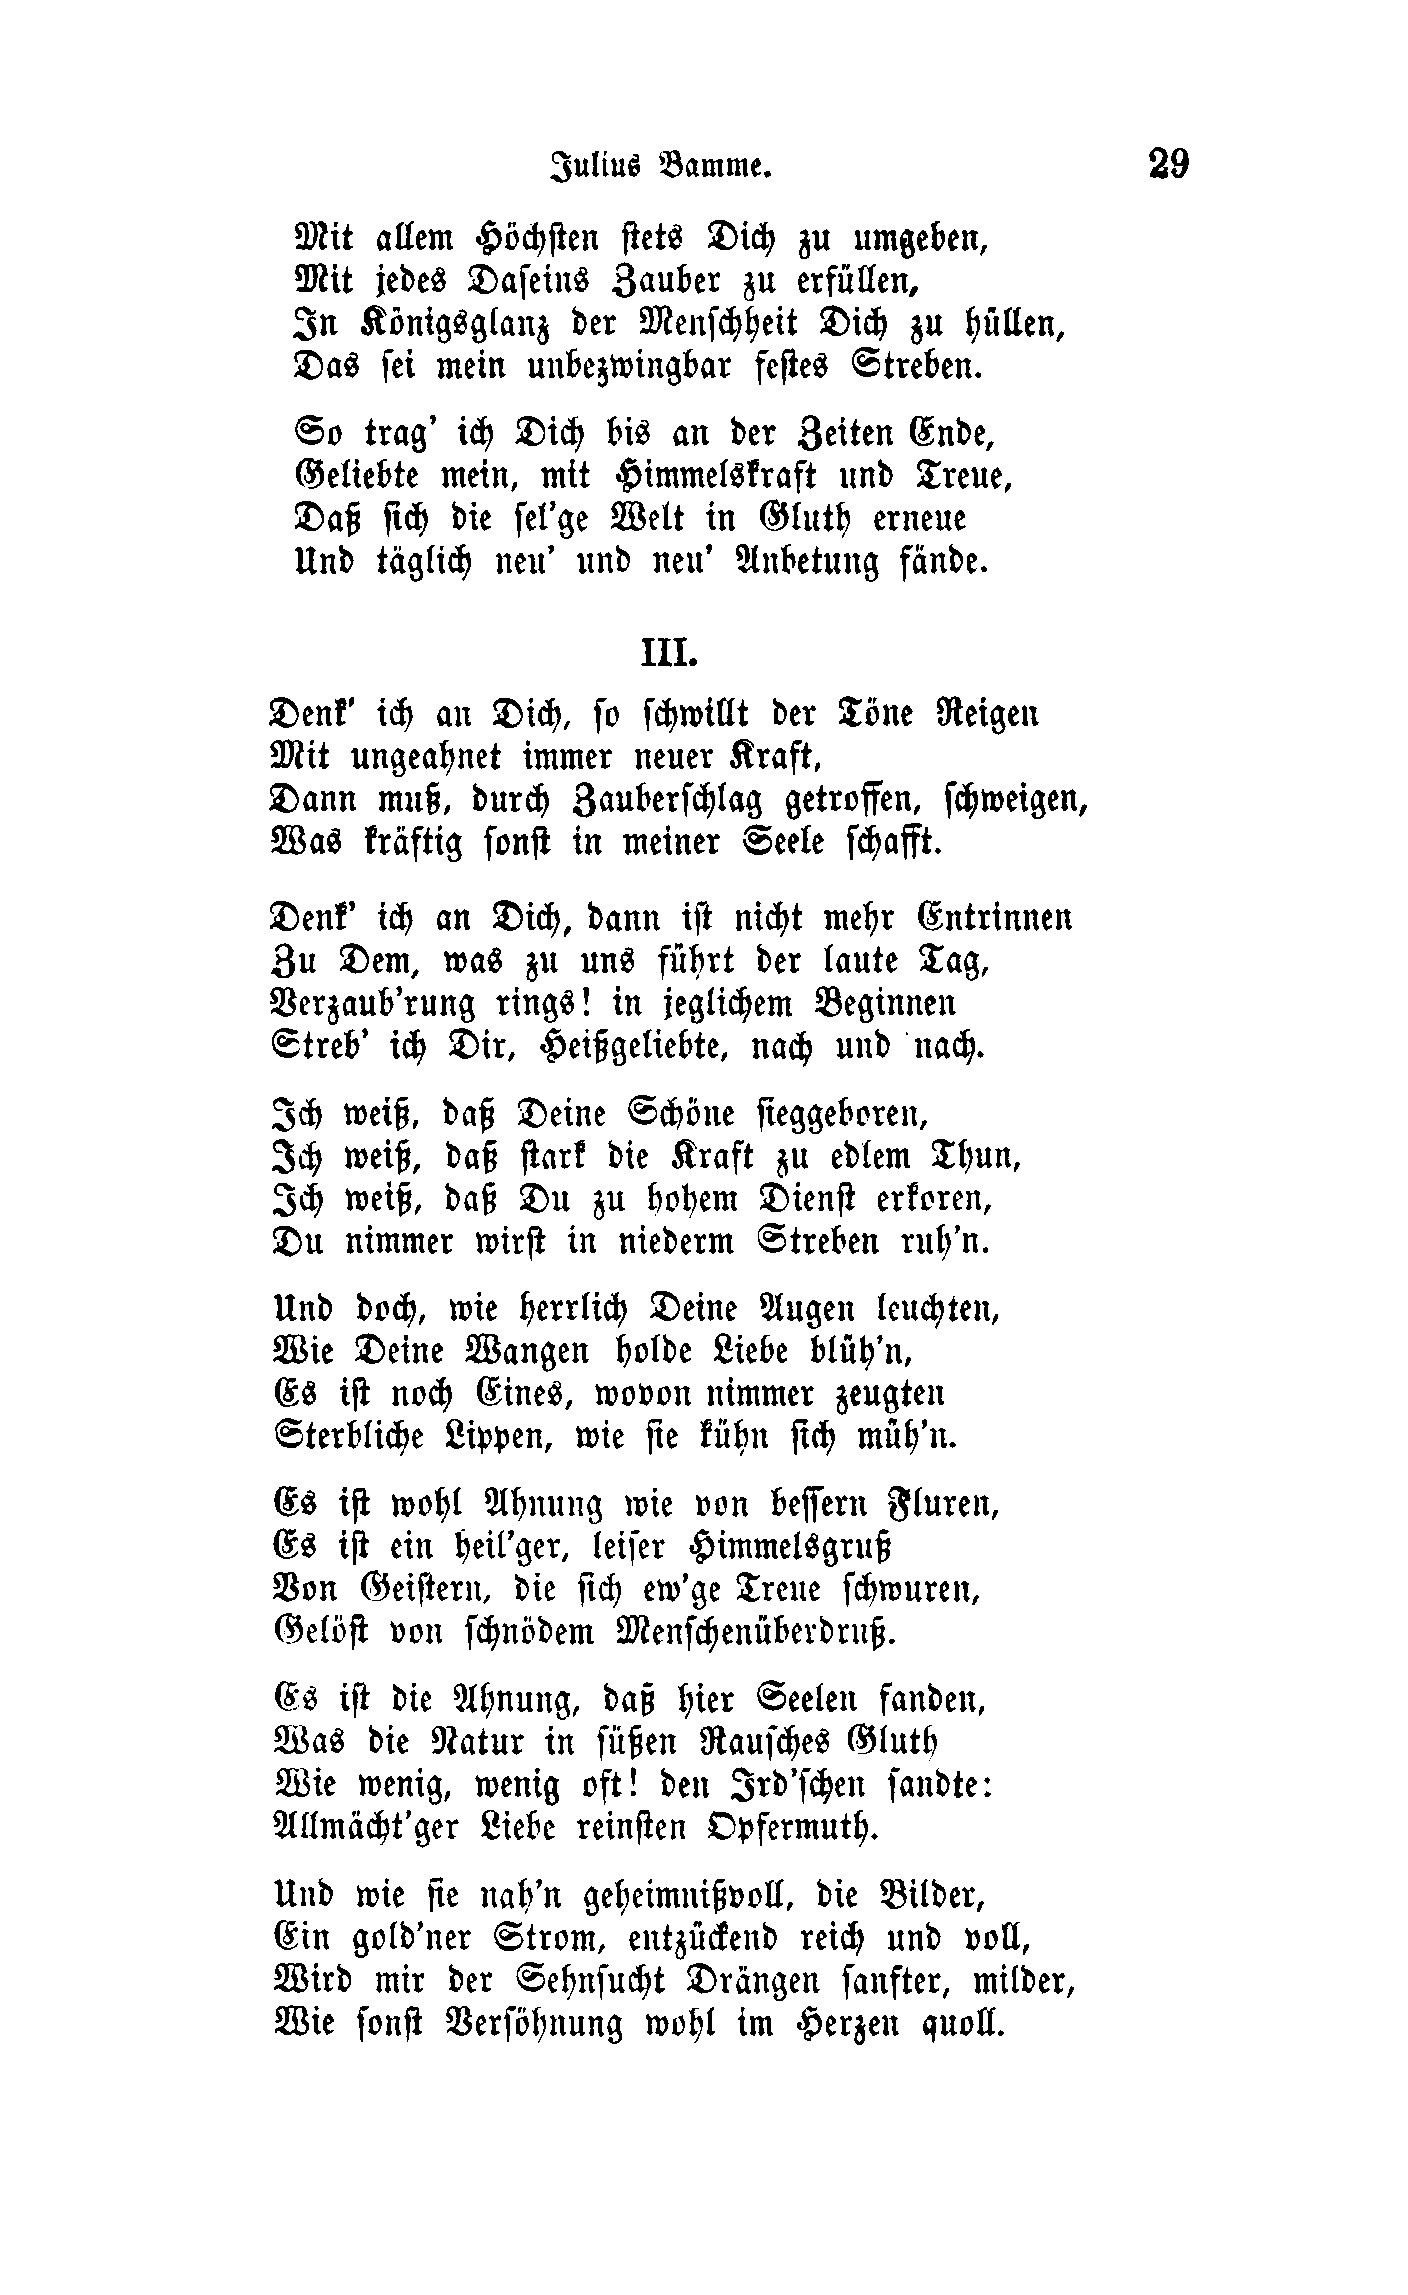 Julius Bamme. 29
Mit allem Höchſten ſtets Dich zu umgeben,
Mit jedes Daſeins Zauber zu erfüllen,
In Königsglanz der Menſchheit Dich zu hüllen,
Das ſei mein unbezwingbar feſtes Streben.
So trag' ich Dich bis an der Zeiten Ende,
Geliebte mein, mit Himmelskraft und Treue,
Daß ſich die ſel'ge Welt in Gluth erneue
Und täglich neu' und neu' Anbetung fände.
III.
Denk' ich an Dich, ſo ſchwillt der Töne Reigen
Mit ungeahnet immer neuer Kraft,
Dann muß, durch Zauberſchlag getroffen, ſchweigen,
Was kräftig ſonſt in meiner Seele ſchafft.
Denk' ich an Dich, dann iſt nicht mehr Entrinnen
Zu Dem, was zu uns führt der laute Tag,
Verzaub'rung rings! in jeglichem Beginnen
Streb' ich Dir, Heißgeliebte, nach und nach.
Ich weiß, daß Deine Schöne ſieggeboren,
Ich weiß, daß ſtark die Kraft zu edlem Thun,
Ich weiß, daß Du zu hohem Dienſt erkoren,
Du nimmer wirſt in niederm Streben ruh'n.
Und doch, wie herrlich Deine Augen leuchten,
Wie Deine Wangen holde Liebe blüh'n,
Es iſt noch Eines, wovon nimmer zeugten
Sterbliche Lippen, wie ſie kühn ſich müh'n.
Es iſt wohl Ahnung wie von beſſern Fluren,
Es iſt ein heil'ger, leiſer Himmelsgruß
Von Geiſtern, die ſich ew'ge Treue ſchwuren,
Gelöſt von ſchnödem Menſchenüberdruß.
Es iſt die Ahnung, daß hier Seelen fanden,
Was die Natur in ſüßen Rauſches Gluth
Wie wenig, wenig oft! den Ird'ſchen ſandte:
Allmächt'ger Liebe reinſten Opfermuth.
Und wie ſie nah'n geheimnißvoll, die Bilder,
Ein gold'ner Strom, entzückend reich und voll,
Wird mir der Sehnſucht Drängen ſanfter, milder,
Wie ſonſt Verſöhnung wohl im Herzen quoll.